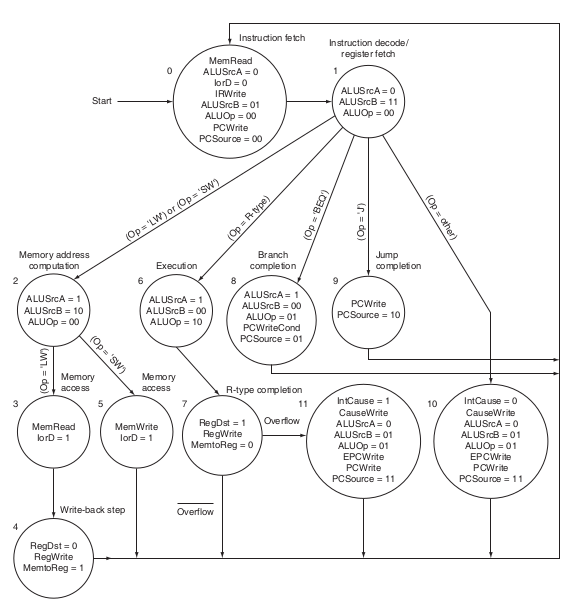 Instruction fetch
0
MemRead
ALUSrcA = 0
IorD = 0
IRWrite
ALUSrcB = 01
ALUOp = 00
PCWrite
PCSource = 00
Start
Instruction decode/
register fetch
1
ALUSrcA = 0
ALUSrcB = 11
ALUOp = 00
(Op = 'LW') or (Op = 'SW')
(Op = R-type)
(Op = 'BEQ')
(Op = 'J')
(Op = other)
Memory address
computation
2
ALUSrcA = 1
ALUSrcB = 10
ALUOp = 00
Execution
6
ALUSrcA = 1
ALUSrcB = 00
ALUOp = 10
Branch
completion
8
ALUSrcA = 1
ALUSrcB = 00
ALUOp = 01
PCWriteCond
PCSource = 01
Jump
completion
9
PCWrite
PCSource = 10
(Op = 'LW')
(Op = 'SW')
Memory
access
3
MemRead
IorD = 1
Memory
access
5
MemWrite
IorD = 1
R-type completion
7
RegDst = 1
RegWrite
MemtoReg = 0
Overflow
Overflow
11
IntCause = 1
CauseWrite
ALUSrcA = 0
ALUSrcB = 01
ALUOp = 01
EPCWrite
PCWrite
PCSource = 11
10
IntCause = 0
CauseWrite
ALUSrcA = 0
ALUSrcB = 01
ALUOp = 01
EPCWrite
PCWrite
PCSource = 11
Write-back step
4
RegDst = 0
RegWrite
MemtoReg = 1